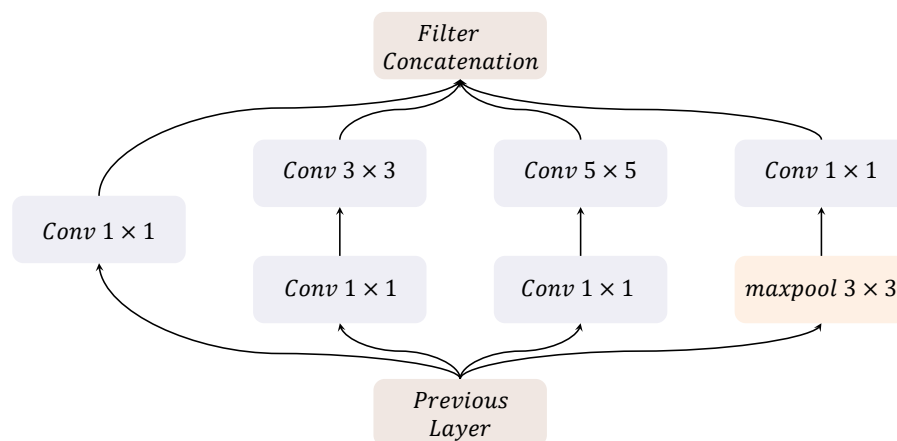 Filter
Concatenation
Conv 3 × 3
Conv 5 × 5
Conv 1 × 1
Conv 1 × 1
Conv 1 × 1
Conv 1 × 1
maxpool 3 × 3
Previous
Layer